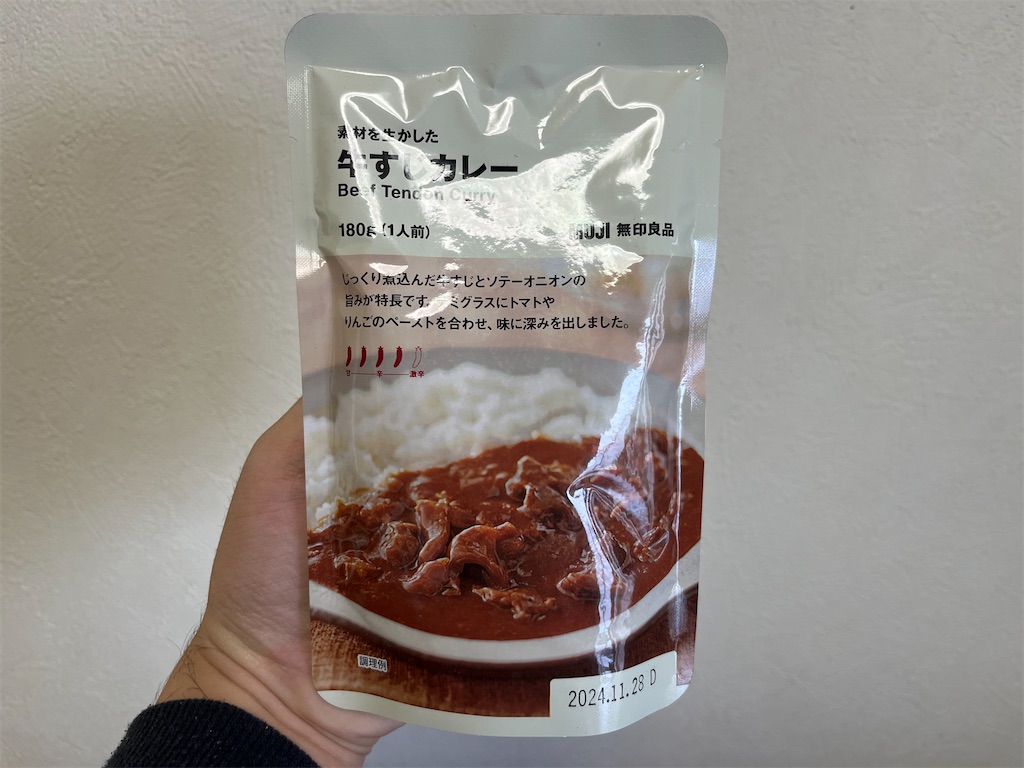 素材を生かした
牛すじカレー
Beef Tendon Curry
180g(1人前)
MUJI 無印良品
じっくり煮込んだ牛すじとソテーオニオンの
旨みが特長です。デミグラスにトマトや
りんごのペーストを合わせ、味に深みを出しました。
甘 辛 激辛
調理例
2024.11.28 D